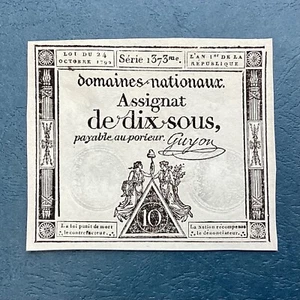 LOI DU 24
OCTOBRE 1792
Série 1373me.
L'AN 1er DE LA
RÉPUBLIQUE
domaines nationaux.
Assignat
de dix sous,
payable au porteur.
Guyon
10
La loi punit de mort
le contrefacteur.
La Nation récompense
le dénonciateur.